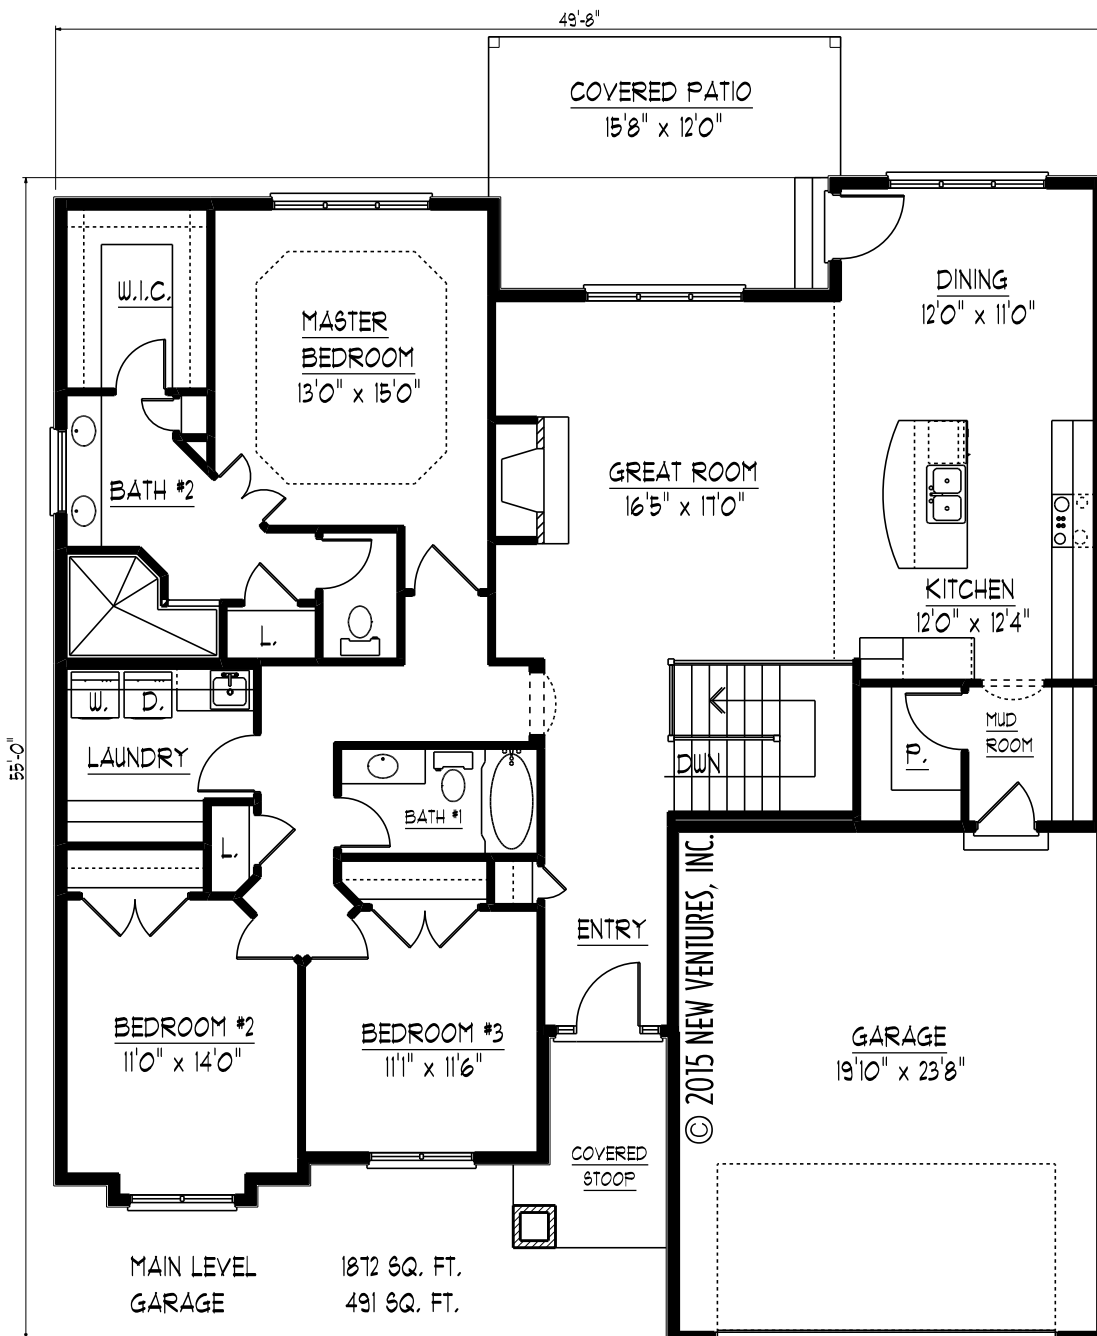 49'-8"
COVERED PATIO
15'8" x 12'0"
W.I.C.
MASTER
BEDROOM
13'0" x 15'0"
DINING
12'0" x 11'0"
BATH #2
GREAT ROOM
16'5" x 17'0"
KITCHEN
12'0" x 12'4"
L.
W. D.
LAUNDRY
MUD
ROOM
P.
DWN
55'-0"
BATH #1
L.
ENTRY
BEDROOM #2
11'0" x 14'0"
BEDROOM #3
11'1" x 11'6"
GARAGE
19'10" x 23'8"
© 2015 NEW VENTURES, INC.
COVERED
STOOP
MAIN LEVEL 1872 SQ. FT.
GARAGE 491 SQ. FT.